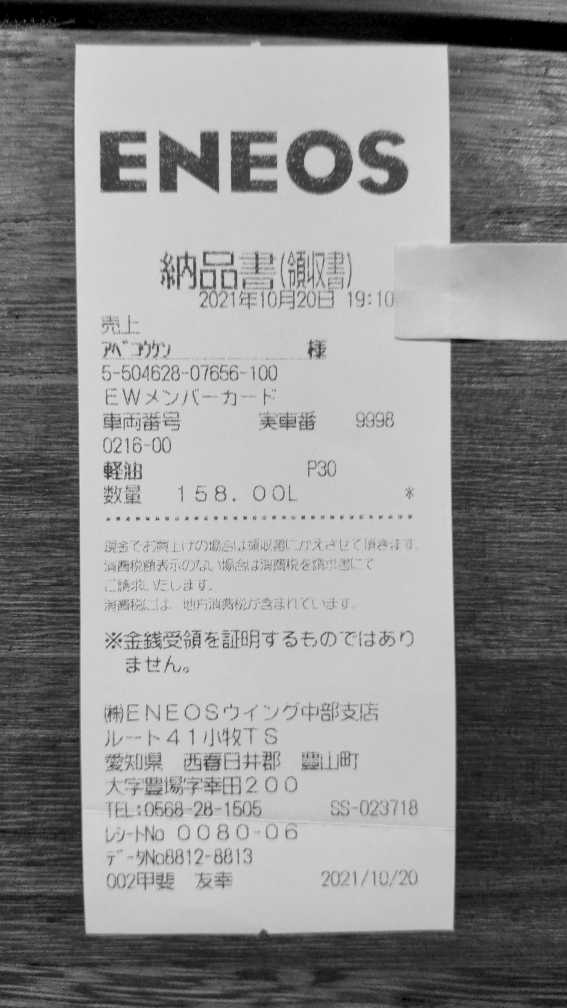 ENEOS
納品書(領収書)
2021年10月20日 19:10
売上
ｱﾍﾞｺｳｹﾝ 様
5-504628-07656-100
EWメンバーカード
車両番号 実車番 9998
0216-00
軽油 P30
数量 158.00L *
現金でお買上げの場合は領収書にかえさせて頂きます。
消費税額表示のない場合は消費税を請求書にて
ご請求いたします。
消費税には、地方消費税が含まれています。
※金銭受領を証明するものではあり
ません。
㈱ENEOSウイング中部支店
ルート41小牧TS
愛知県 西春日井郡 豊山町
大字豊場字幸田200
TEL:0568-28-1505 SS-023718
ﾚｼｰﾄNo 0080-06
ﾃﾞｰﾀNo8812-8813
002甲斐 友幸 2021/10/20